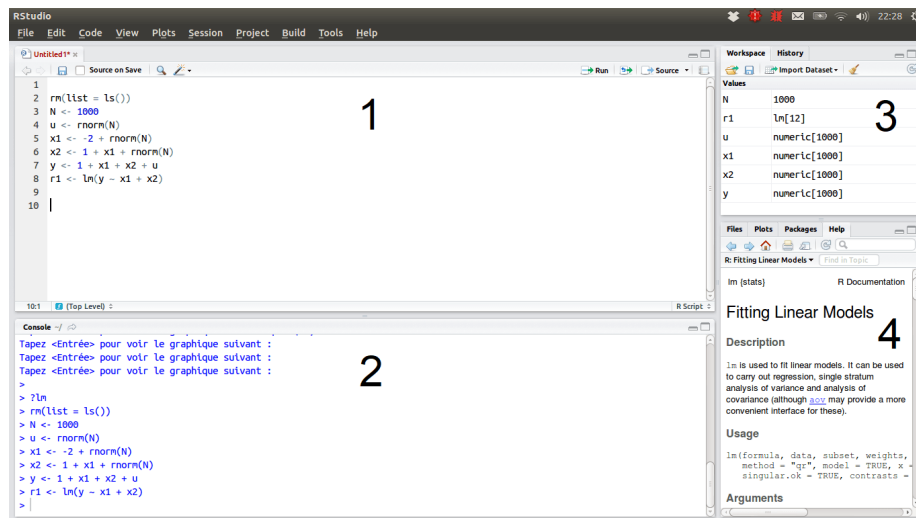 RStudio
22:28
File Edit Code View Plots Session Project Build Tools Help
Untitled1*
Source on Save
Run
Source
1
2 rm(list = ls())
3 N <- 1000
4 u <- rnorm(N)
5 x1 <- -2 + rnorm(N)
6 x2 <- 1 + x1 + rnorm(N)
7 y <- 1 + x1 + x2 + u
8 r1 <- lm(y ~ x1 + x2)
9
10
1
10:1 (Top Level)
R Script
Console ~/
Tapez <Entrée> pour voir le graphique suivant :
Tapez <Entrée> pour voir le graphique suivant :
Tapez <Entrée> pour voir le graphique suivant :
>
> ?lm
> rm(list = ls())
> N <- 1000
> u <- rnorm(N)
> x1 <- -2 + rnorm(N)
> x2 <- 1 + x1 + rnorm(N)
> y <- 1 + x1 + x2 + u
> r1 <- lm(y ~ x1 + x2)
>
2
Workspace History
Import Dataset
Values
N 1000
r1 lm[12]
u numeric[1000]
x1 numeric[1000]
x2 numeric[1000]
y numeric[1000]
3
Files Plots Packages Help
R: Fitting Linear Models Find in Topic
lm {stats} R Documentation
Fitting Linear Models
4
Description
lm is used to fit linear models. It can be used
to carry out regression, single stratum
analysis of variance and analysis of
covariance (although aov may provide a more
convenient interface for these).
Usage
lm(formula, data, subset, weights,
method = "qr", model = TRUE, x =
singular.ok = TRUE, contrasts =
Arguments